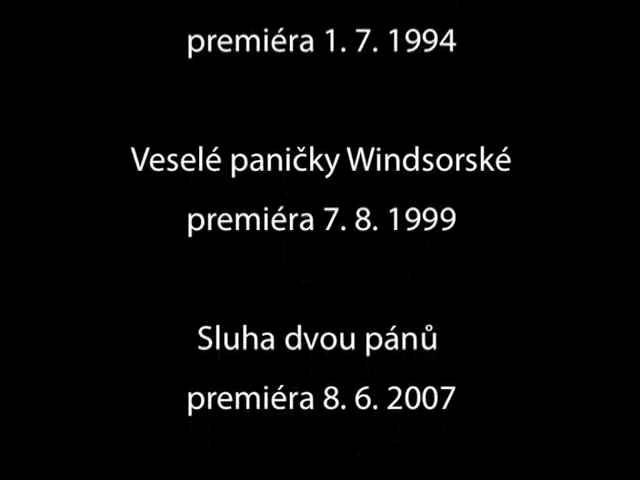 premiéra 1. 7. 1994
Veselé paničky Windsorské
premiéra 7. 8. 1999
Sluha dvou pánů
premiéra 8. 6. 2007